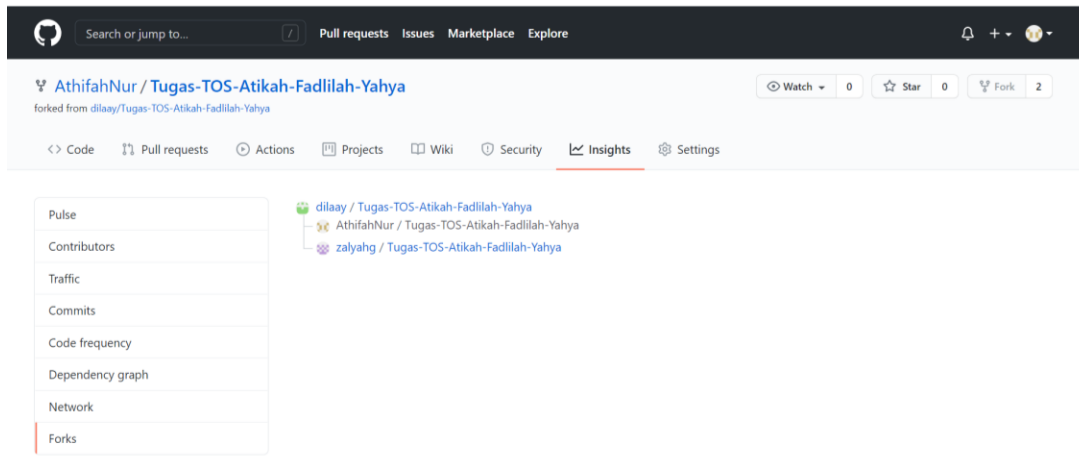 Search or jump to... / Pull requests Issues Marketplace Explore
AthifahNur / Tugas-TOS-Atikah-Fadlilah-Yahya Watch 0 Star 0 Fork 2
forked from dilaay/Tugas-TOS-Atikah-Fadlilah-Yahya
Code Pull requests Actions Projects Wiki Security Insights Settings
Pulse
Contributors
Traffic
Commits
Code frequency
Dependency graph
Network
Forks
dilaay / Tugas-TOS-Atikah-Fadlilah-Yahya
AthifahNur / Tugas-TOS-Atikah-Fadlilah-Yahya
zalyahg / Tugas-TOS-Atikah-Fadlilah-Yahya